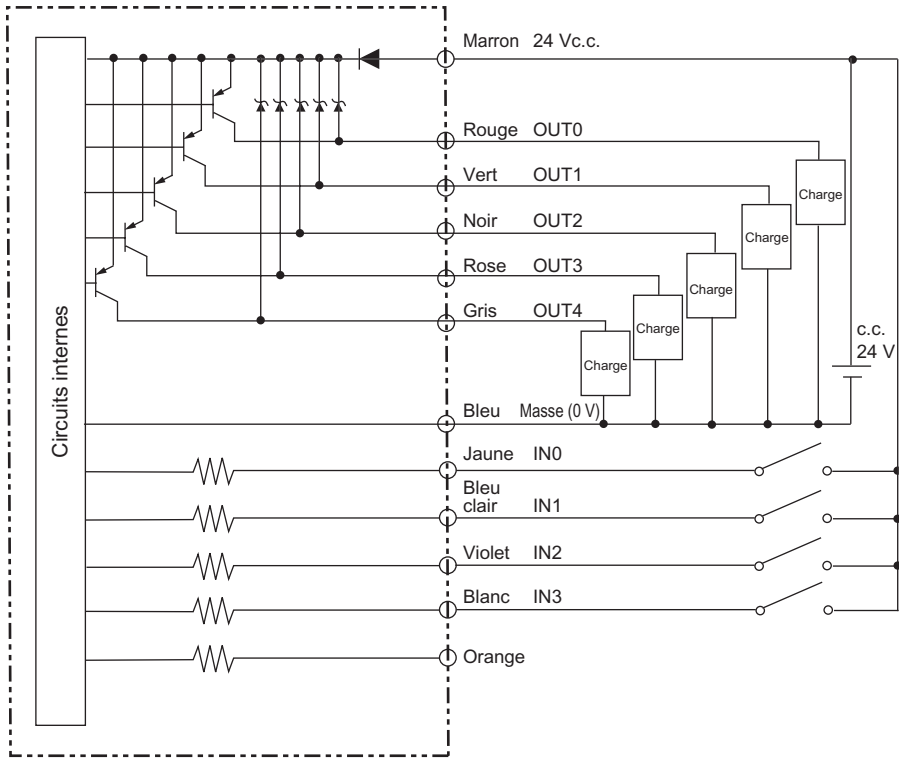 Marron 24 Vc.c.
Rouge OUT0
Charge
Vert OUT1
Charge
Noir OUT2
Charge
Rose OUT3
Charge
Gris OUT4
Charge
c.c.
24 V
Circuits internes
Bleu Masse (0 V)
Jaune IN0
Bleu
clair IN1
Violet IN2
Blanc IN3
Orange